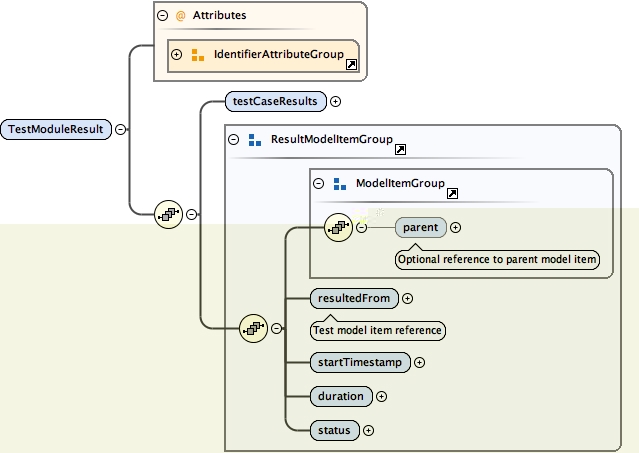 @ Attributes
IdentifierAttributeGroup
testCaseResults
TestModuleResult
ResultModelItemGroup
ModelItemGroup
parent
Optional reference to parent model item
resultedFrom
Test model item reference
startTimestamp
duration
status